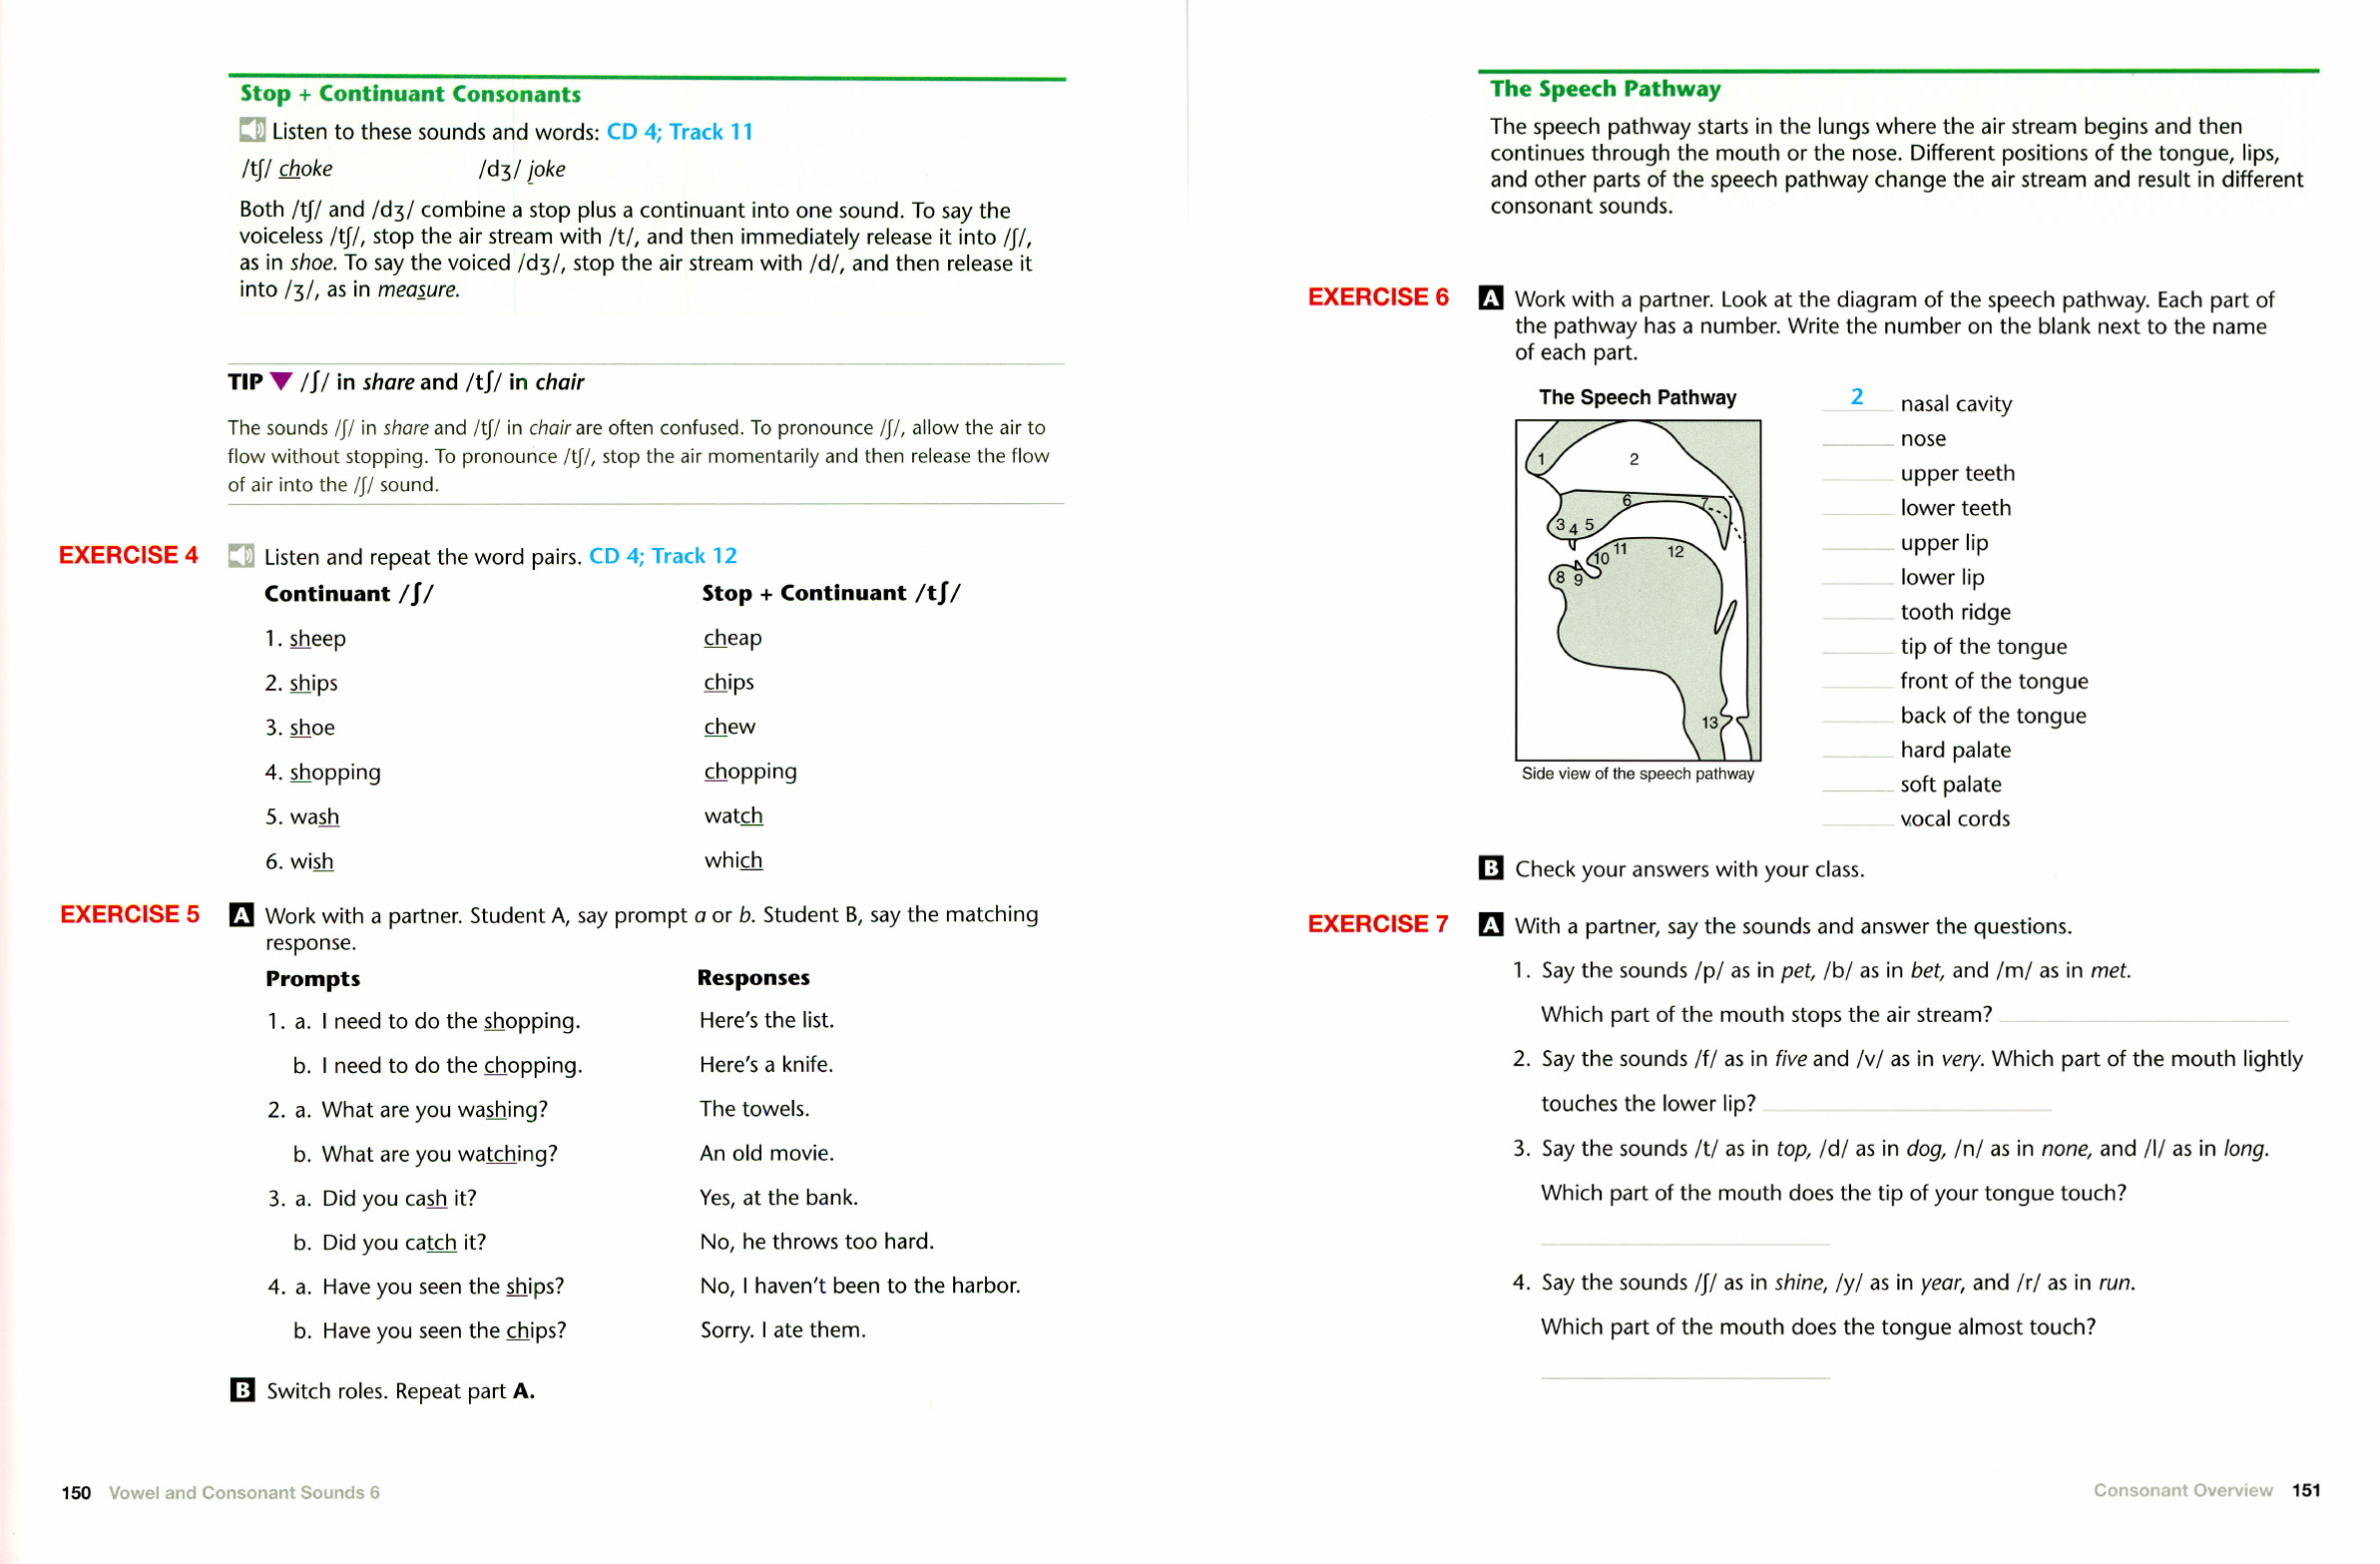 Stop + Continuant Consonants
Listen to these sounds and words: CD 4; Track 11
/tʃ/ choke /dʒ/ joke
Both /tʃ/ and /dʒ/ combine a stop plus a continuant into one sound. To say the
voiceless /tʃ/, stop the air stream with /t/, and then immediately release it into /ʃ/,
as in shoe. To say the voiced /dʒ/, stop the air stream with /d/, and then release it
into /ʒ/, as in measure.
TIP ▼ /ʃ/ in share and /tʃ/ in chair
The sounds /ʃ/ in share and /tʃ/ in chair are often confused. To pronounce /ʃ/, allow the air to
flow without stopping. To pronounce /tʃ/, stop the air momentarily and then release the flow
of air into the /ʃ/ sound.
EXERCISE 4 Listen and repeat the word pairs. CD 4; Track 12
Continuant /ʃ/ Stop + Continuant /tʃ/
1. sheep cheap
2. ships chips
3. shoe chew
4. shopping chopping
5. wash watch
6. wish which
EXERCISE 5 A Work with a partner. Student A, say prompt a or b. Student B, say the matching
response.
Prompts Responses
1. a. I need to do the shopping. Here's the list.
b. I need to do the chopping. Here's a knife.
2. a. What are you washing? The towels.
b. What are you watching? An old movie.
3. a. Did you cash it? Yes, at the bank.
b. Did you catch it? No, he throws too hard.
4. a. Have you seen the ships? No, I haven't been to the harbor.
b. Have you seen the chips? Sorry. I ate them.
B Switch roles. Repeat part A.
150 Vowel and Consonant Sounds 6
The Speech Pathway
The speech pathway starts in the lungs where the air stream begins and then
continues through the mouth or the nose. Different positions of the tongue, lips,
and other parts of the speech pathway change the air stream and result in different
consonant sounds.
EXERCISE 6 A Work with a partner. Look at the diagram of the speech pathway. Each part of
the pathway has a number. Write the number on the blank next to the name
of each part.
The Speech Pathway
1 2
6 7
3 4 5
10 11 12
8 9
13
Side view of the speech pathway
2 nasal cavity
nose
upper teeth
lower teeth
upper lip
lower lip
tooth ridge
tip of the tongue
front of the tongue
back of the tongue
hard palate
soft palate
vocal cords
B Check your answers with your class.
EXERCISE 7 A With a partner, say the sounds and answer the questions.
1. Say the sounds /p/ as in pet, /b/ as in bet, and /m/ as in met.
Which part of the mouth stops the air stream?
2. Say the sounds /f/ as in five and /v/ as in very. Which part of the mouth lightly
touches the lower lip?
3. Say the sounds /t/ as in top, /d/ as in dog, /n/ as in none, and /l/ as in long.
Which part of the mouth does the tip of your tongue touch?
4. Say the sounds /ʃ/ as in shine, /y/ as in year, and /r/ as in run.
Which part of the mouth does the tongue almost touch?
Consonant Overview 151